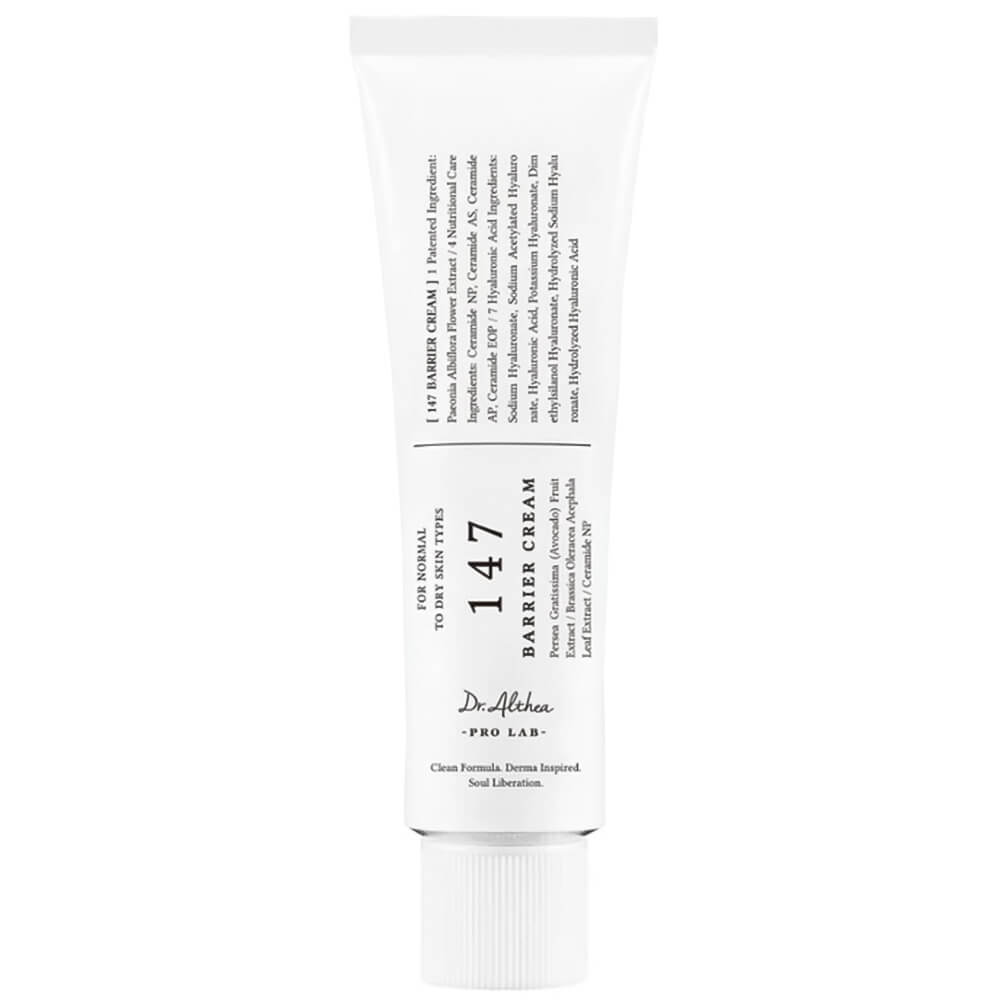 [ 147 BARRIER CREAM ] 1 Patented Ingredient:
Paeonia Albiflora Flower Extract / 4 Nutritional Care
Ingredients: Ceramide NP, Ceramide AS, Ceramide
AP, Ceramide EOP / 7 Hyaluronic Acid Ingredients:
Sodium Hyaluronate, Sodium Acetylated Hyaluro
nate, Hyaluronic Acid, Potassium Hyaluronate, Dim
ethylsilanol Hyaluronate, Hydrolyzed Sodium Hyalu
ronate, Hydrolyzed Hyaluronic Acid
FOR NORMAL
TO DRY SKIN TYPES
147
BARRIER CREAM
Persea Gratissima (Avocado) Fruit
Extract / Brassica Oleracea Acephala
Leaf Extract / Ceramide NP
Dr. Althea
-PRO LAB-
Clean Formula. Derma Inspired.
Soul Liberation.